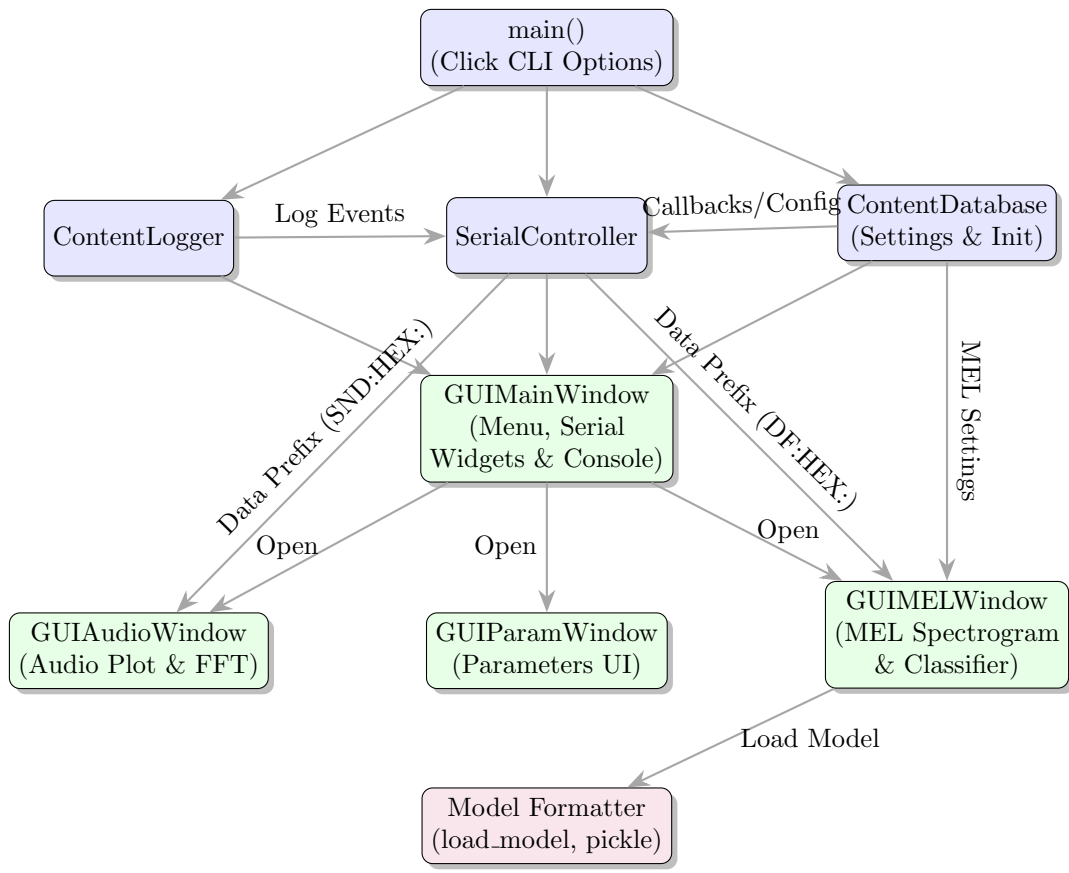 main()
(Click CLI Options)
Log Events
Callbacks/Config
ContentLogger
SerialController
ContentDatabase
(Settings & Init)
Data Prefix (SND:HEX:)
Data Prefix (DF:HEX:)
MEL Settings
GUIMainWindow
(Menu, Serial
Widgets & Console)
Open
Open
Open
GUIAudioWindow
(Audio Plot & FFT)
GUIParamWindow
(Parameters UI)
GUIMELWindow
(MEL Spectrogram
& Classifier)
Load Model
Model Formatter
(load_model, pickle)